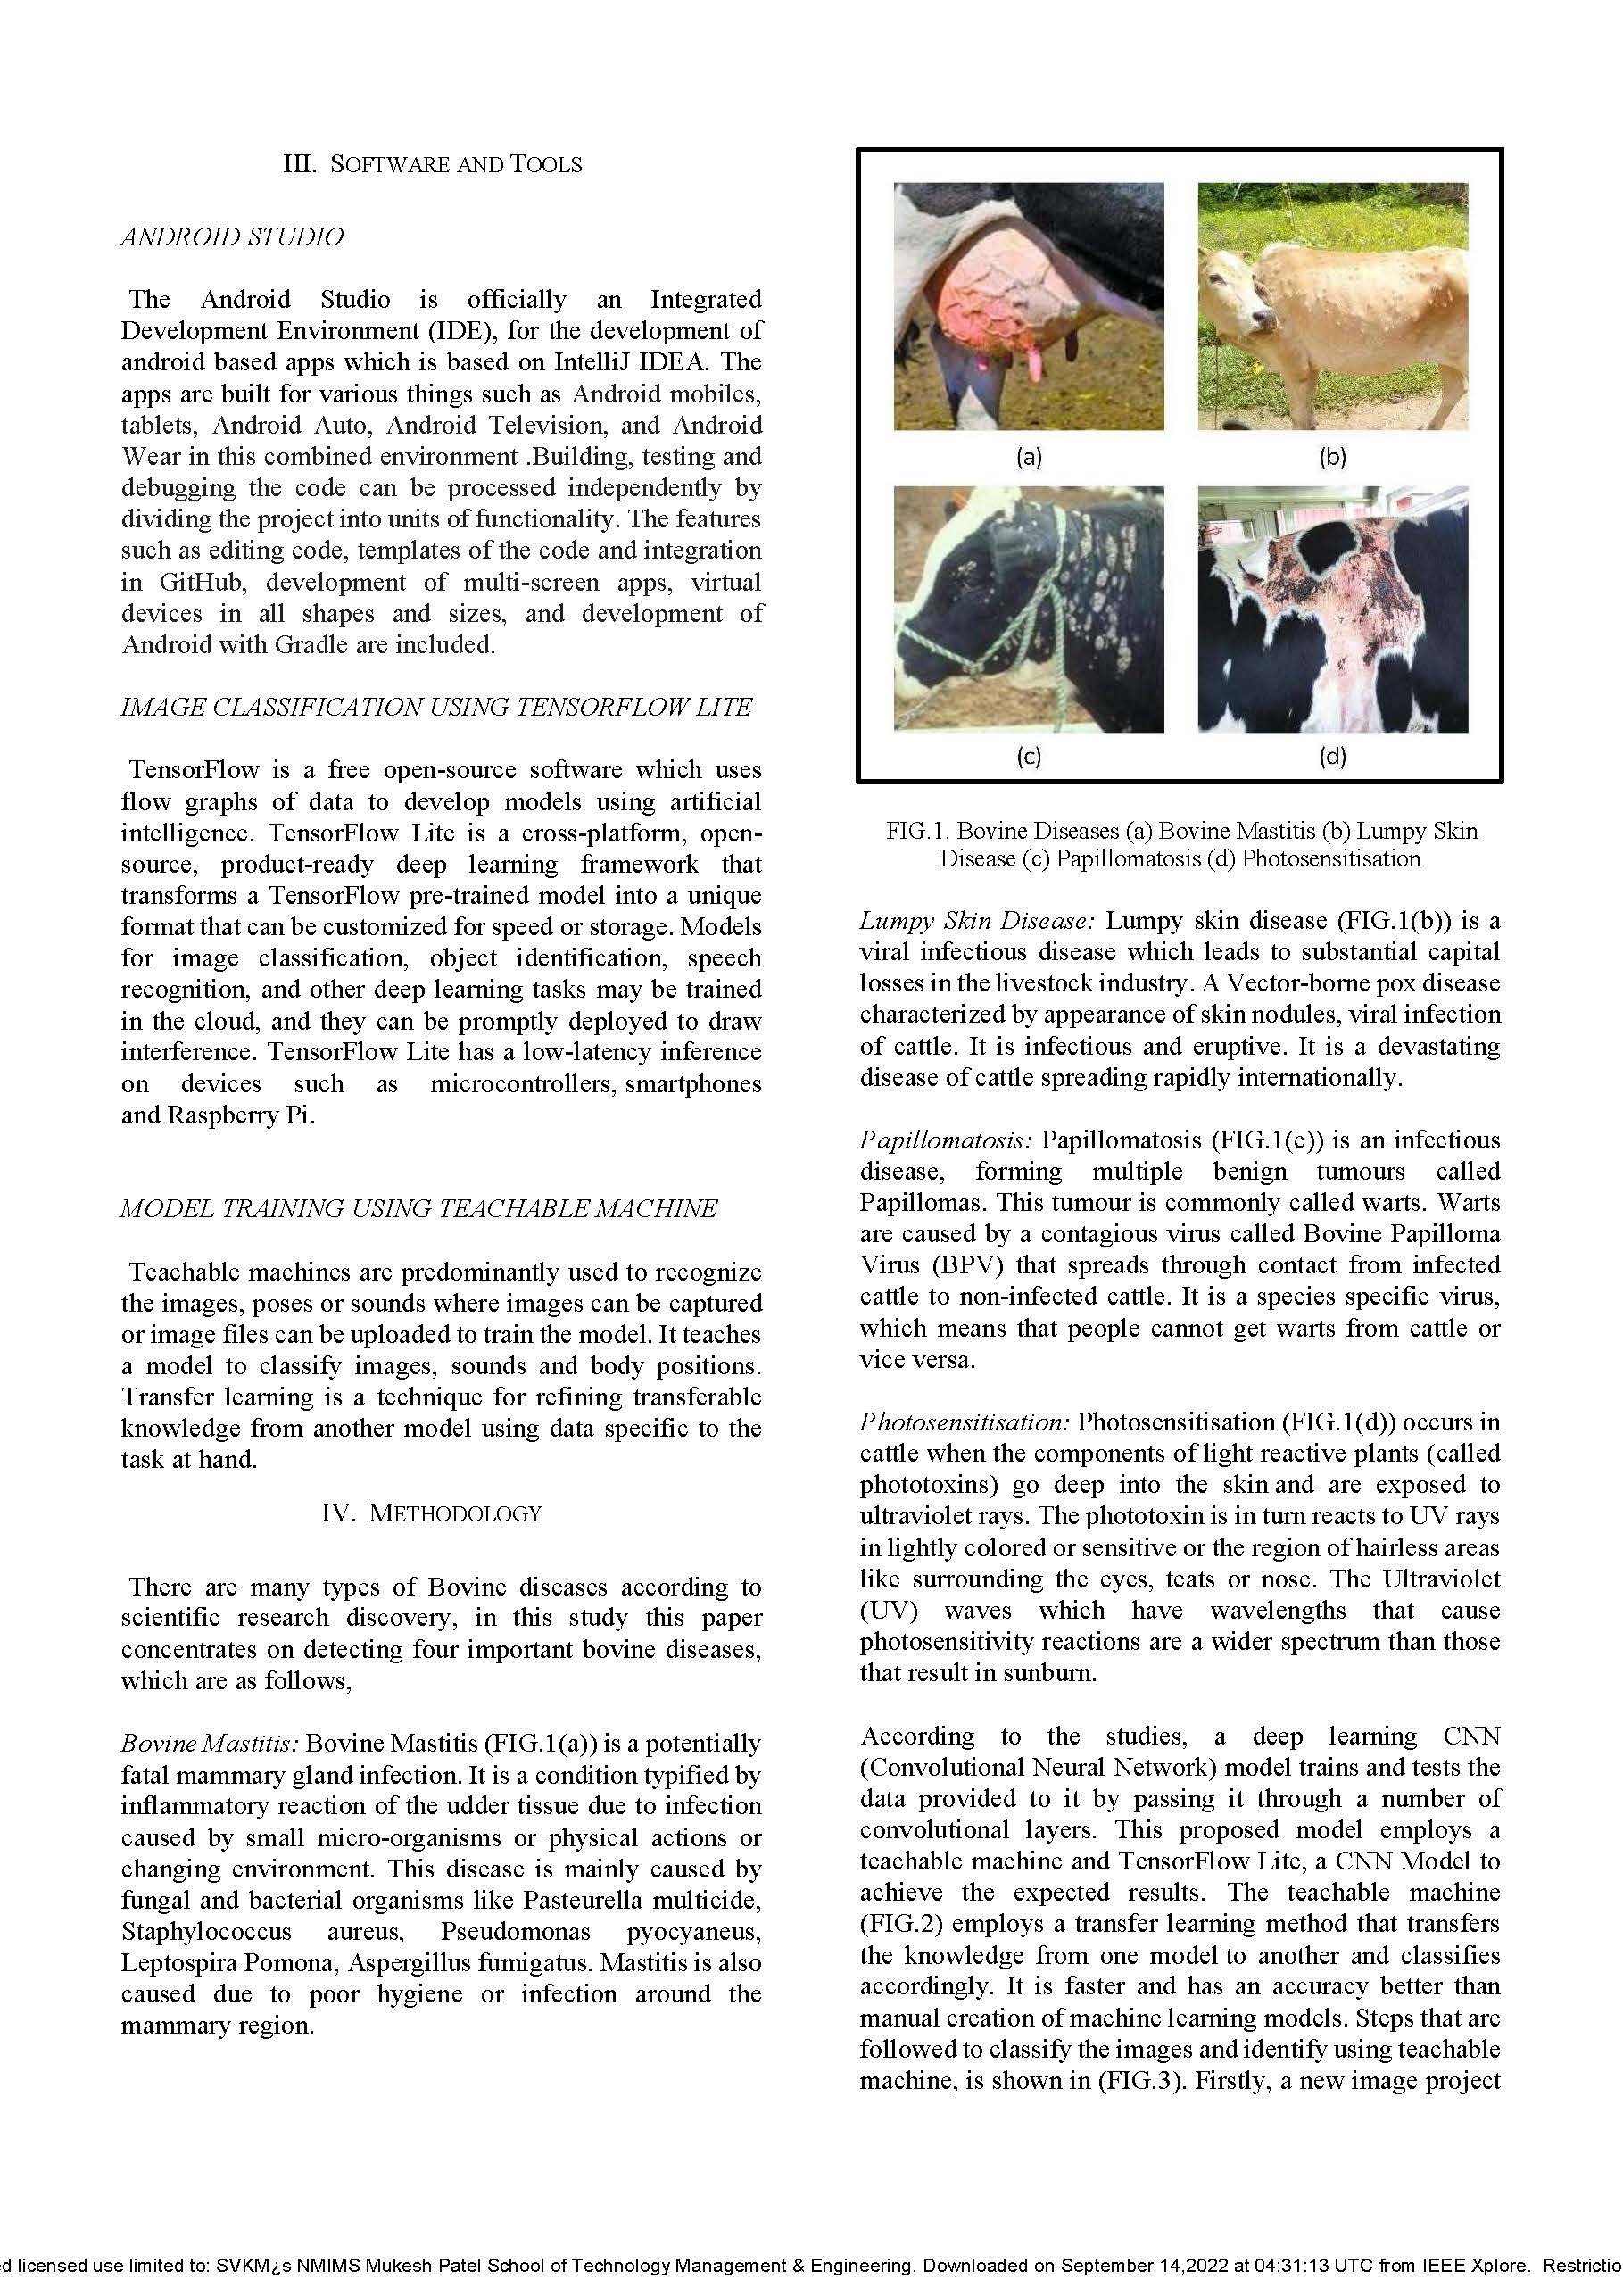 III. SOFTWARE AND TOOLS
ANDROID STUDIO
The Android Studio is officially an Integrated
Development Environment (IDE), for the development of
android based apps which is based on IntelliJ IDEA. The
apps are built for various things such as Android mobiles,
tablets, Android Auto, Android Television, and Android
Wear in this combined environment .Building, testing and
debugging the code can be processed independently by
dividing the project into units of functionality. The features
such as editing code, templates of the code and integration
in GitHub, development of multi-screen apps, virtual
devices in all shapes and sizes, and development of
Android with Gradle are included.
IMAGE CLASSIFICATION USING TENSORFLOW LITE
TensorFlow is a free open-source software which uses
flow graphs of data to develop models using artificial
intelligence. TensorFlow Lite is a cross-platform, open-
source, product-ready deep learning framework that
transforms a TensorFlow pre-trained model into a unique
format that can be customized for speed or storage. Models
for image classification, object identification, speech
recognition, and other deep learning tasks may be trained
in the cloud, and they can be promptly deployed to draw
interference. TensorFlow Lite has a low-latency inference
on devices such as microcontrollers, smartphones
and Raspberry Pi.
MODEL TRAINING USING TEACHABLE MACHINE
Teachable machines are predominantly used to recognize
the images, poses or sounds where images can be captured
or image files can be uploaded to train the model. It teaches
a model to classify images, sounds and body positions.
Transfer learning is a technique for refining transferable
knowledge from another model using data specific to the
task at hand.
IV. METHODOLOGY
There are many types of Bovine diseases according to
scientific research discovery, in this study this paper
concentrates on detecting four important bovine diseases,
which are as follows,
Bovine Mastitis: Bovine Mastitis (FIG.1(a)) is a potentially
fatal mammary gland infection. It is a condition typified by
inflammatory reaction of the udder tissue due to infection
caused by small micro-organisms or physical actions or
changing environment. This disease is mainly caused by
fungal and bacterial organisms like Pasteurella multicide,
Staphylococcus aureus, Pseudomonas pyocyaneus,
Leptospira Pomona, Aspergillus fumigatus. Mastitis is also
caused due to poor hygiene or infection around the
mammary region.
(a) (b)
(c) (d)
FIG.1. Bovine Diseases (a) Bovine Mastitis (b) Lumpy Skin
Disease (c) Papillomatosis (d) Photosensitisation
Lumpy Skin Disease: Lumpy skin disease (FIG.1(b)) is a
viral infectious disease which leads to substantial capital
losses in the livestock industry. A Vector-borne pox disease
characterized by appearance of skin nodules, viral infection
of cattle. It is infectious and eruptive. It is a devastating
disease of cattle spreading rapidly internationally.
Papillomatosis: Papillomatosis (FIG.1(c)) is an infectious
disease, forming multiple benign tumours called
Papillomas. This tumour is commonly called warts. Warts
are caused by a contagious virus called Bovine Papilloma
Virus (BPV) that spreads through contact from infected
cattle to non-infected cattle. It is a species specific virus,
which means that people cannot get warts from cattle or
vice versa.
Photosensitisation: Photosensitisation (FIG.1(d)) occurs in
cattle when the components of light reactive plants (called
phototoxins) go deep into the skin and are exposed to
ultraviolet rays. The phototoxin is in turn reacts to UV rays
in lightly colored or sensitive or the region of hairless areas
like surrounding the eyes, teats or nose. The Ultraviolet
(UV) waves which have wavelengths that cause
photosensitivity reactions are a wider spectrum than those
that result in sunburn.
According to the studies, a deep learning CNN
(Convolutional Neural Network) model trains and tests the
data provided to it by passing it through a number of
convolutional layers. This proposed model employs a
teachable machine and TensorFlow Lite, a CNN Model to
achieve the expected results. The teachable machine
(FIG.2) employs a transfer learning method that transfers
the knowledge from one model to another and classifies
accordingly. It is faster and has an accuracy better than
manual creation of machine learning models. Steps that are
followed to classify the images and identify using teachable
machine, is shown in (FIG.3). Firstly, a new image project
ed licensed use limited to: SVKM¿s NMIMS Mukesh Patel School of Technology Management & Engineering. Downloaded on September 14,2022 at 04:31:13 UTC from IEEE Xplore. Restrictio